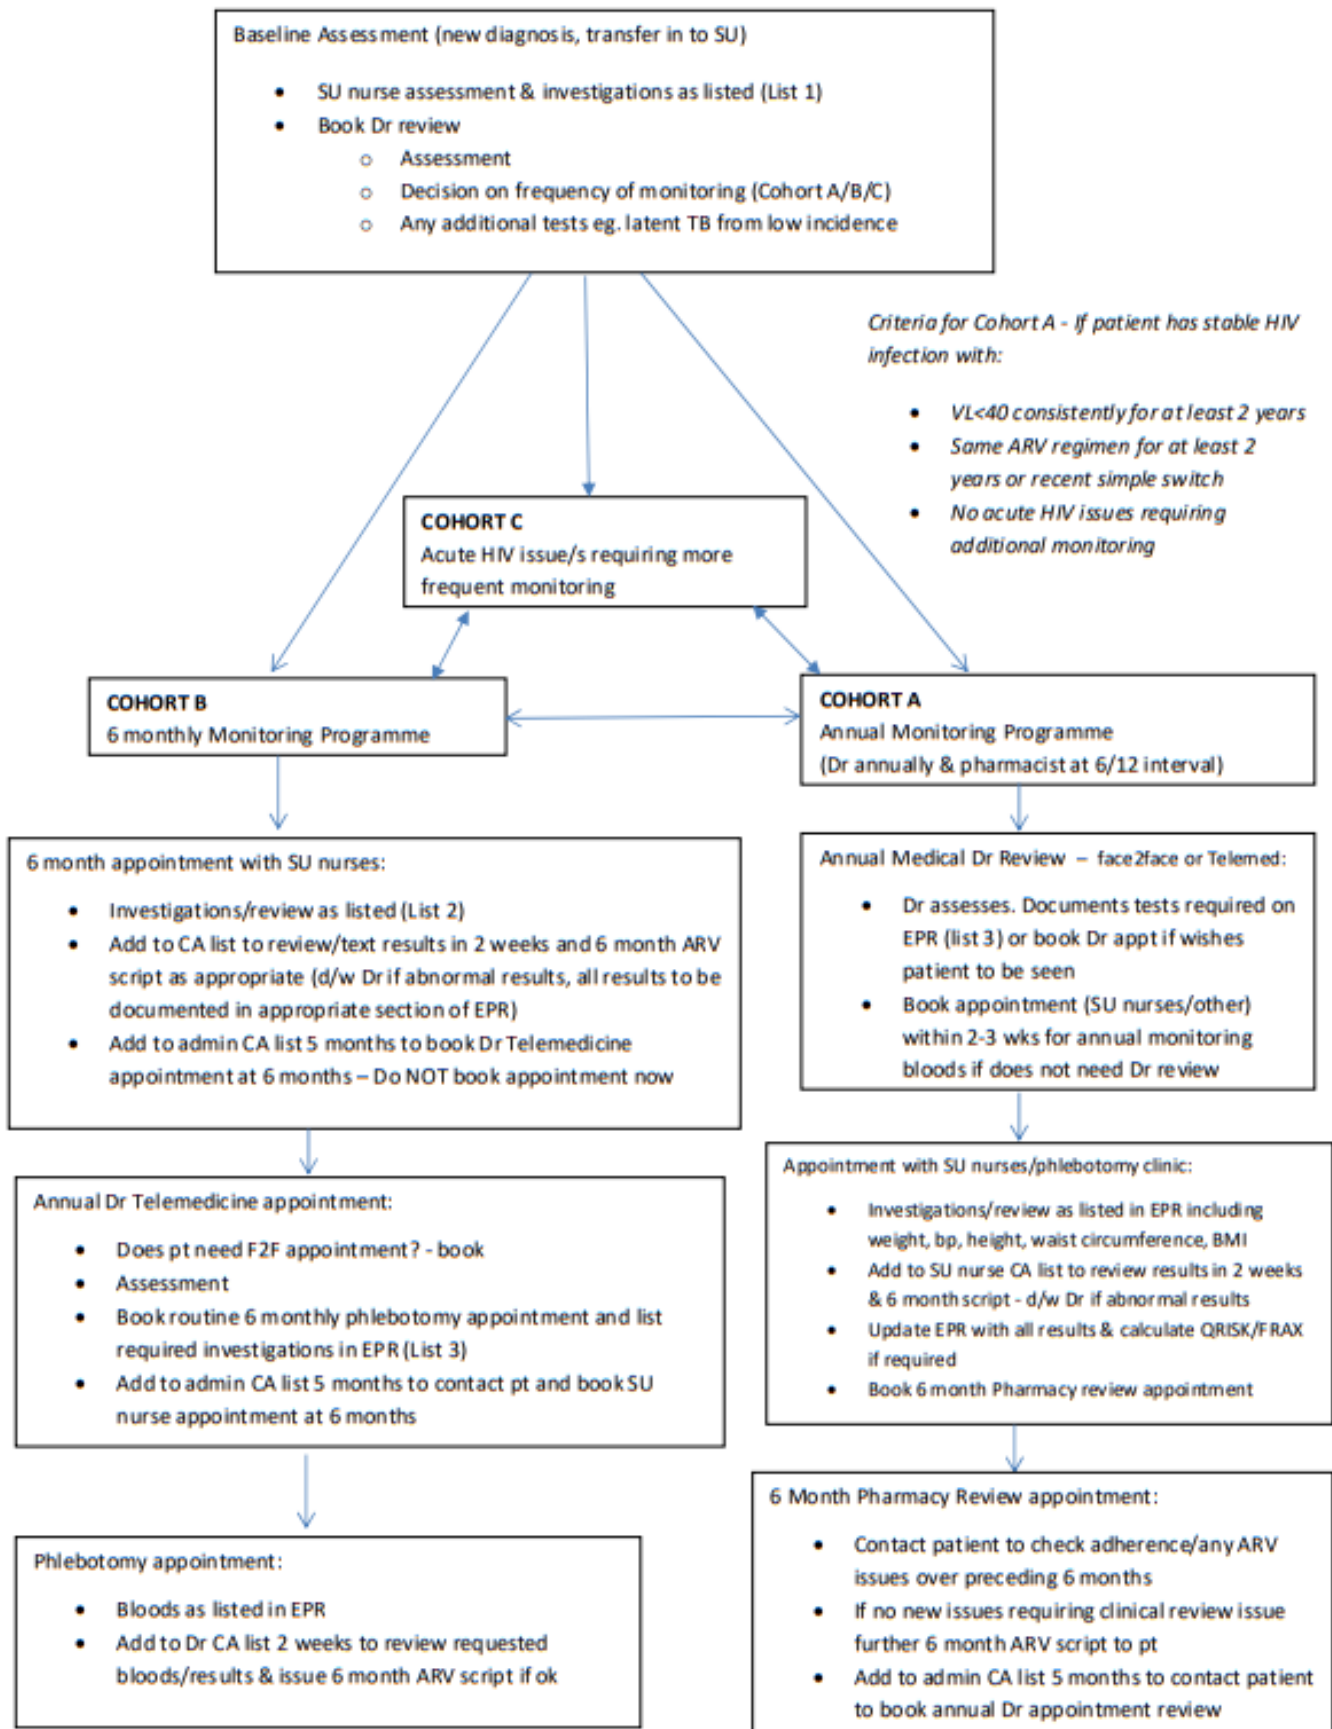 Baseline Assessment (new diagnosis, transfer in to SU)
• SU nurse assessment & investigations as listed (List 1)
• Book Dr review
o Assessment
o Decision on frequency of monitoring (Cohort A/B/C)
o Any additional tests eg. latent TB from low incidence
Criteria for Cohort A - If patient has stable HIV
infection with:
• VL<40 consistently for at least 2 years
• Same ARV regimen for at least 2
years or recent simple switch
• No acute HIV issues requiring
additional monitoring
COHORT C
Acute HIV issue/s requiring more
frequent monitoring
COHORT B
6 monthly Monitoring Programme
COHORT A
Annual Monitoring Programme
(Dr annually & pharmacist at 6/12 interval)
6 month appointment with SU nurses:
• Investigations/review as listed (List 2)
• Add to CA list to review/text results in 2 weeks and 6 month ARV
script as appropriate (d/w Dr if abnormal results, all results to be
documented in appropriate section of EPR)
• Add to admin CA list 5 months to book Dr Telemedicine
appointment at 6 months – Do NOT book appointment now
Annual Medical Dr Review – face2face or Telemed:
• Dr assesses. Documents tests required on
EPR (list 3) or book Dr appt if wishes
patient to be seen
• Book appointment (SU nurses/other)
within 2-3 wks for annual monitoring
bloods if does not need Dr review
Annual Dr Telemedicine appointment:
• Does pt need F2F appointment? - book
• Assessment
• Book routine 6 monthly phlebotomy appointment and list
required investigations in EPR (List 3)
• Add to admin CA list 5 months to contact pt and book SU
nurse appointment at 6 months
Appointment with SU nurses/phlebotomy clinic:
• Investigations/review as listed in EPR including
weight, bp, height, waist circumference, BMI
• Add to SU nurse CA list to review results in 2 weeks
& 6 month script - d/w Dr if abnormal results
• Update EPR with all results & calculate QRISK/FRAX
if required
• Book 6 month Pharmacy review appointment
Phlebotomy appointment:
• Bloods as listed in EPR
• Add to Dr CA list 2 weeks to review requested
bloods/results & issue 6 month ARV script if ok
6 Month Pharmacy Review appointment:
• Contact patient to check adherence/any ARV
issues over preceding 6 months
• If no new issues requiring clinical review issue
further 6 month ARV script to pt
• Add to admin CA list 5 months to contact patient
to book annual Dr appointment review